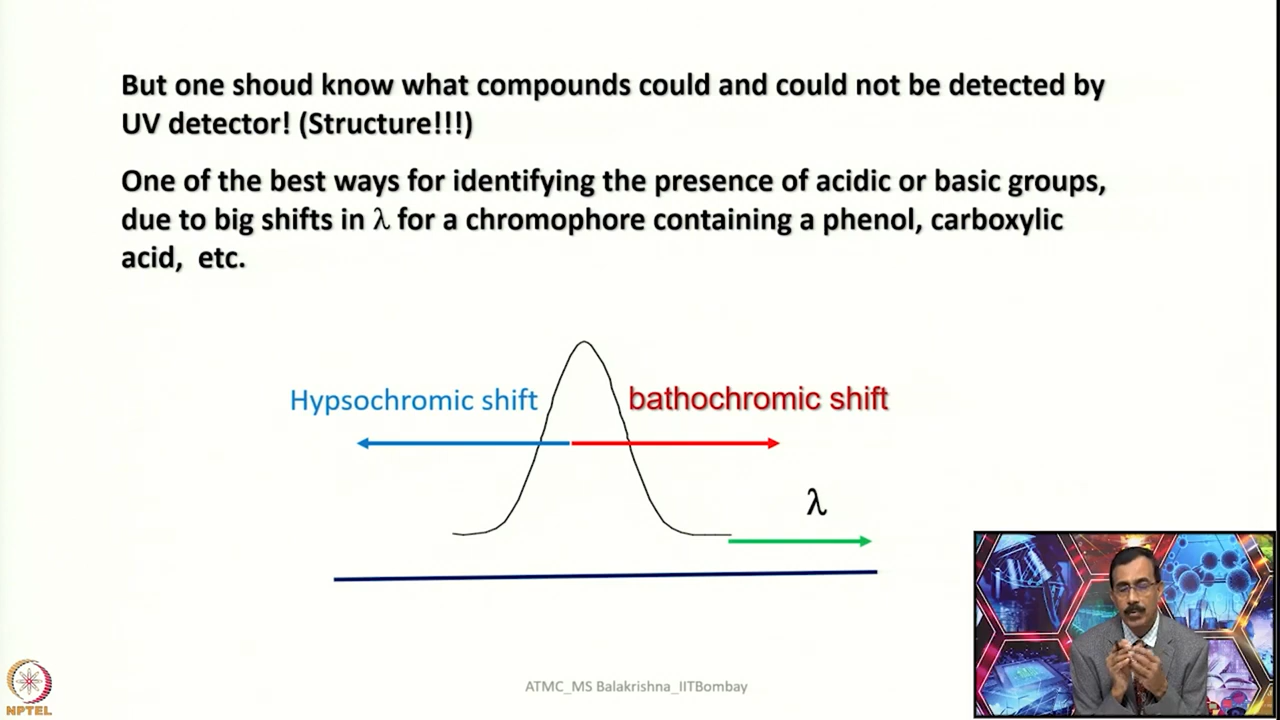 But one shoud know what compounds could and could not be detected by
UV detector! (Structure!!!)
One of the best ways for identifying the presence of acidic or basic groups,
due to big shifts in λ for a chromophore containing a phenol, carboxylic
acid, etc.
Hypsochromic shift
bathochromic shift
λ
ATMC_MS Balakrishna_IITBombay
NPTEL